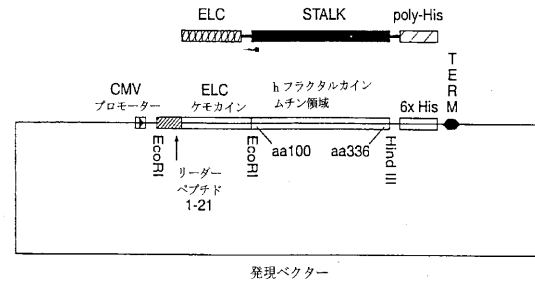 ELC STALK poly-His
CMV
プロモーター
ELC
ケモカイン
hフラクタルカイン
ムチン領域
6x His
TERM
EcoRI
リーダー
ペプチド
1-21
EcoRI
aa100
aa336
Hind III
発現ベクター